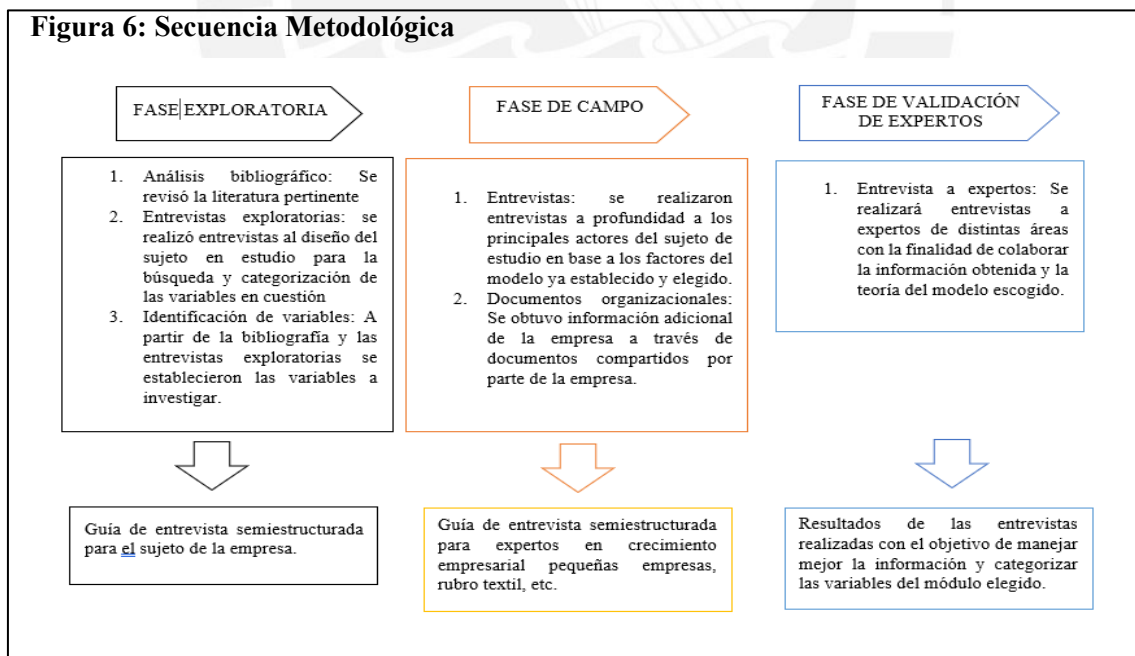 Figura 6: Secuencia Metodológica
FASE EXPLORATORIA
1. Análisis bibliográfico: Se
revisó la literatura pertinente
2. Entrevistas exploratorias: se
realizó entrevistas al diseño del
sujeto en estudio para la
búsqueda y categorización de
las variables en cuestión
3. Identificación de variables: A
partir de la bibliografía y las
entrevistas exploratorias se
establecieron las variables a
investigar.
Guía de entrevista semiestructurada
para el sujeto de la empresa.
FASE DE CAMPO
1. Entrevistas: se realizaron
entrevistas a profundidad a los
principales actores del sujeto de
estudio en base a los factores del
modelo ya establecido y elegido.
2. Documentos organizacionales:
Se obtuvo información adicional
de la empresa a través de
documentos compartidos por
parte de la empresa.
Guía de entrevista semiestructurada
para expertos en crecimiento
empresarial pequeñas empresas,
rubro textil, etc.
FASE DE VALIDACIÓN
DE EXPERTOS
1. Entrevista a expertos: Se
realizará entrevistas a
expertos de distintas áreas
con la finalidad de colaborar
la información obtenida y la
teoría del modelo escogido.
Resultados de las entrevistas
realizadas con el objetivo de manejar
mejor la información y categorizar
las variables del módulo elegido.